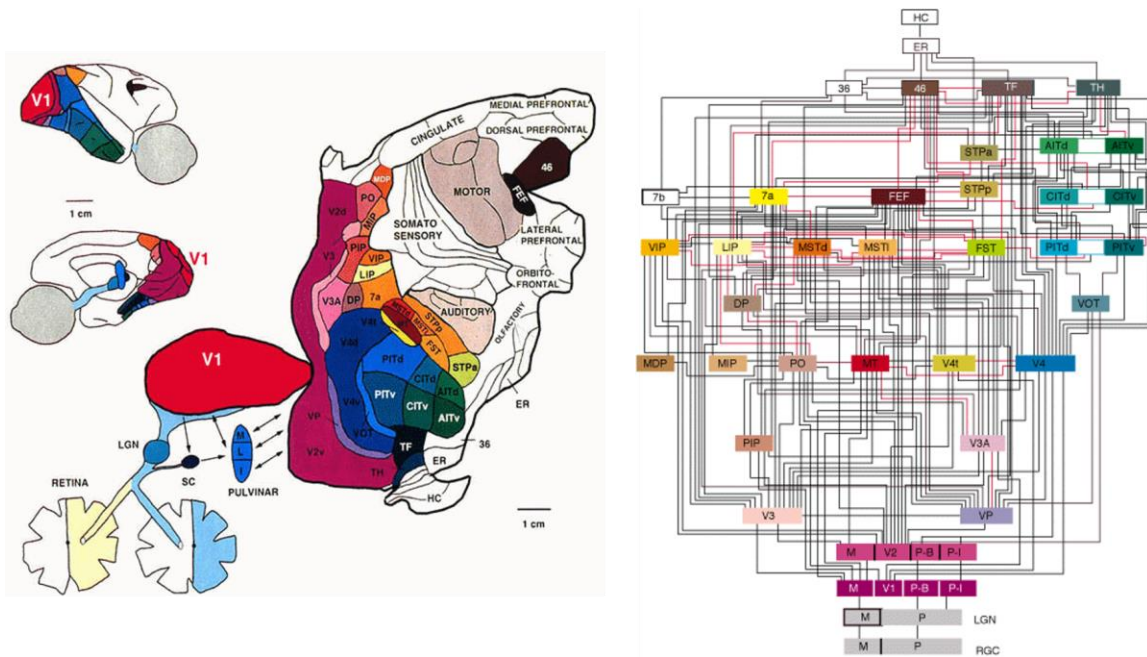 V1
1 cm
V1
1 cm
V1
LGN
SC
M
L
I
PULVINAR
RETINA
MEDIAL PREFRONTAL
CINGULATE
DORSAL PREFRONTAL
46
FEF
MDP
MOTOR
V2d
PO
MIP
SOMATO
SENSORY
LATERAL
PREFRONTAL
V3
PIP
VIP
LIP
ORBITO-
FRONTAL
V3A
DP
7a
AUDITORY
OLFACTORY
V4t
MSTd
MSTl
STPp
FST
V4d
PITd
STPa
CITd
AITd
PITv
CITv
AITv
V4v
VP
VOT
ER
V2v
TF
36
ER
TH
HC
1 cm
HC
ER
36
46
TF
TH
STPa
AITd
AITv
7b
7a
FEF
STPp
CITd
CITv
VIP
LIP
MSTd
MSTl
FST
PITd
PITv
DP
VOT
MDP
MIP
PO
MT
V4t
V4
PIP
V3A
V3
VP
M V2 P-B P-I
M V1 P-B P-I
M P LGN
M P RGC